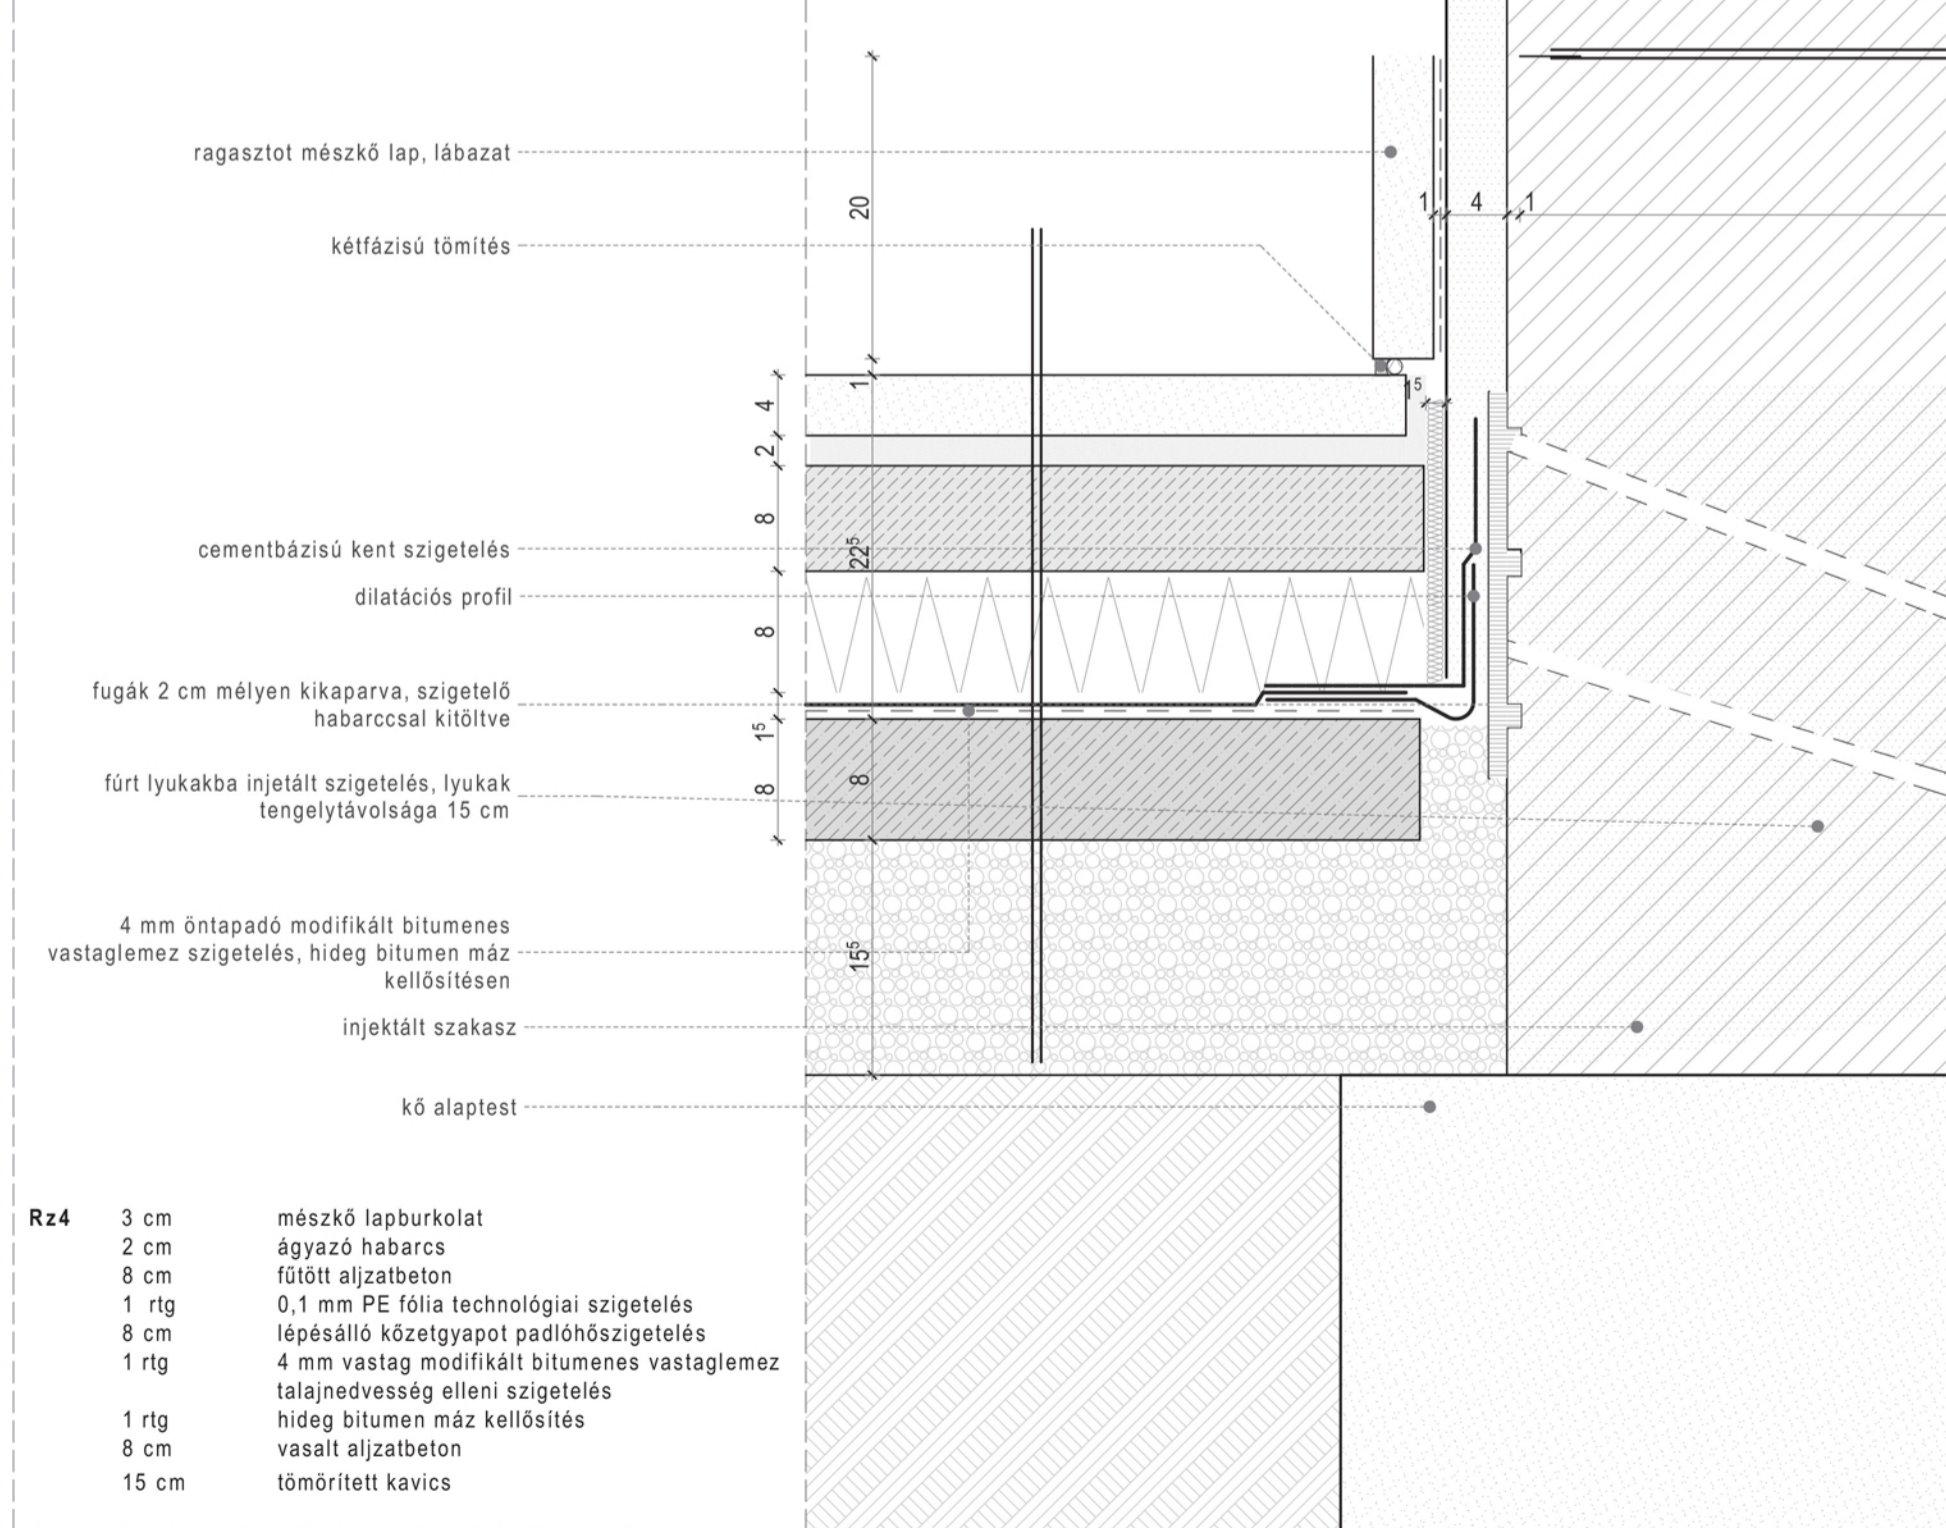 ragasztot mészkő lap, lábazat
20
1 4 1
kétfázisú tömítés
1
4
1⁵
2
8
22⁵
cementbázisú kent szigetelés
dilatációs profil
8
fugák 2 cm mélyen kikaparva, szigetelő
habarccsal kitöltve
1⁵
fúrt lyukakba injetált szigetelés, lyukak
tengelytávolsága 15 cm
8
8
4 mm öntapadó modifikált bitumenes
vastaglemez szigetelés, hideg bitumen máz
kellősítésen
15⁵
injektált szakasz
kő alaptest
Rz4 3 cm mészkő lapburkolat
2 cm ágyazó habarcs
8 cm fűtött aljzatbeton
1 rtg 0,1 mm PE fólia technológiai szigetelés
8 cm lépésálló kőzetgyapot padlóhőszigetelés
1 rtg 4 mm vastag modifikált bitumenes vastaglemez
talajnedvesség elleni szigetelés
1 rtg hideg bitumen máz kellősítés
8 cm vasalt aljzatbeton
15 cm tömörített kavics